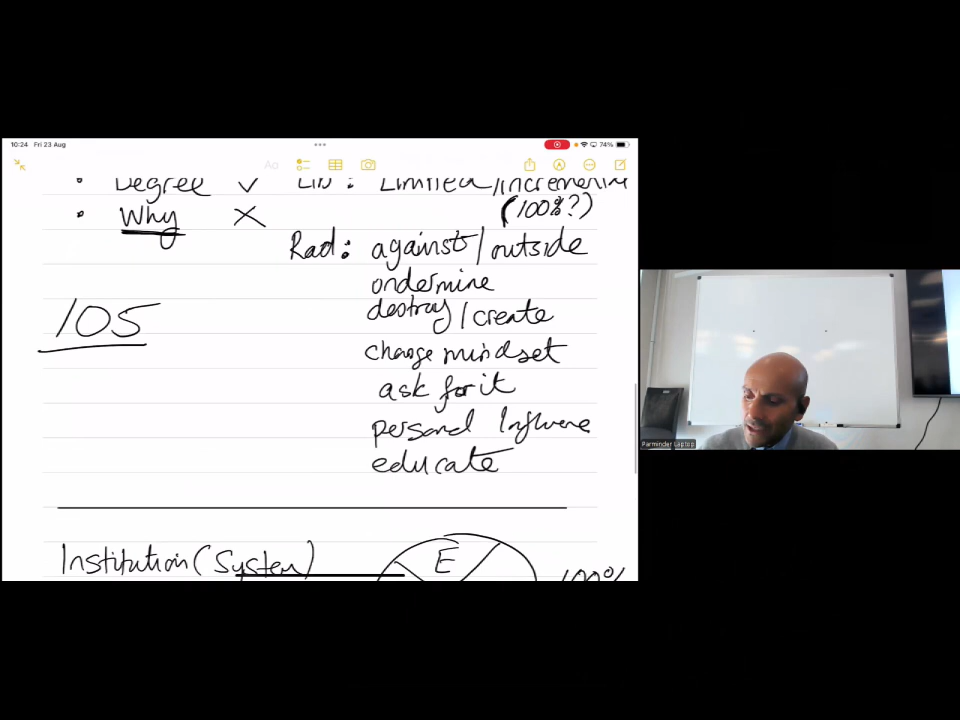 10:24 Fri 23 Aug
74%
Aa
• Degree ✓ Lib : Limited/incremental
• Why X (100%?)
Rad: against/outside
undermine
105
destroy/create
change mindset
ask for it
personal Influence
educate
Institution (System) E 100%
Parminder Laptop